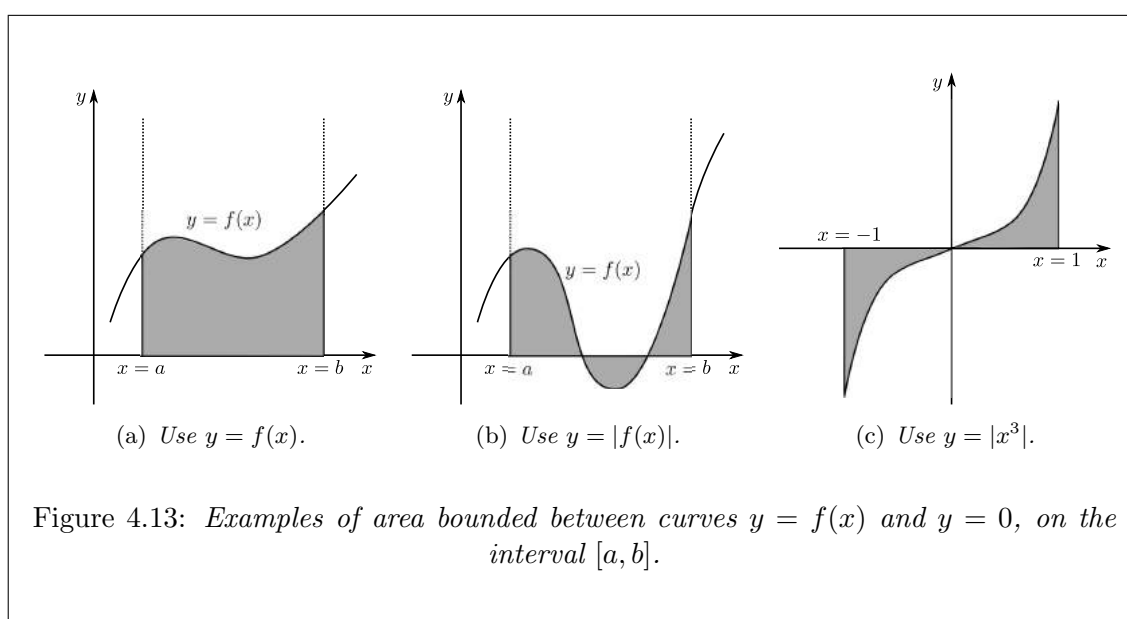 y
y = f(x)
x = a
x = b
x
(a) Use y = f(x).
y
y = f(x)
x = a
x = b
x
(b) Use y = |f(x)|.
y
x = −1
x = 1
x
(c) Use y = |x³|.
Figure 4.13: Examples of area bounded between curves y = f(x) and y = 0, on the
interval [a, b].